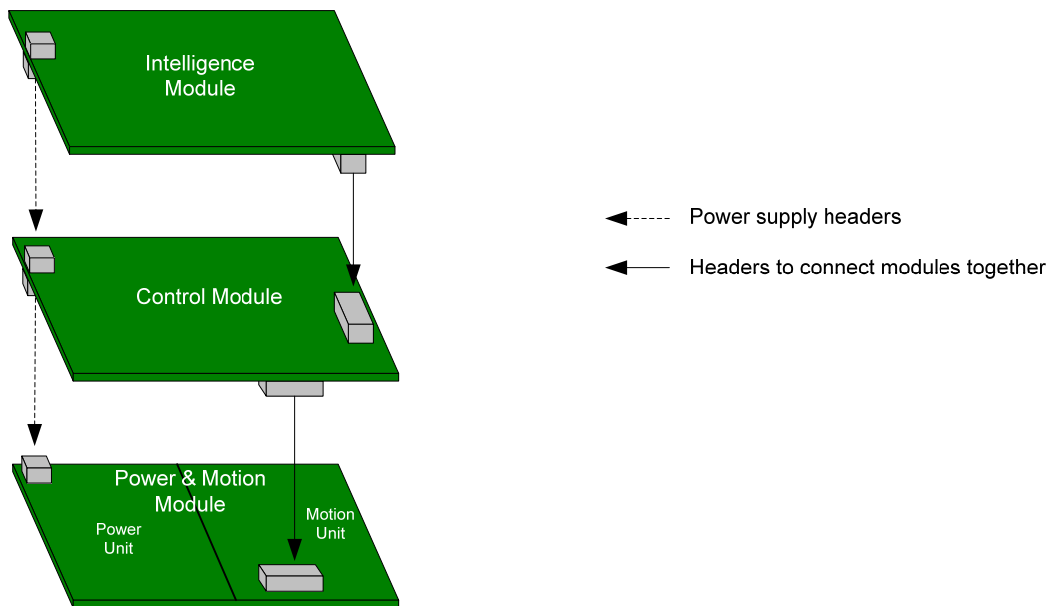 Intelligence
Module
Power supply headers
Headers to connect modules together
Control Module
Power & Motion
Module
Power
Unit
Motion
Unit